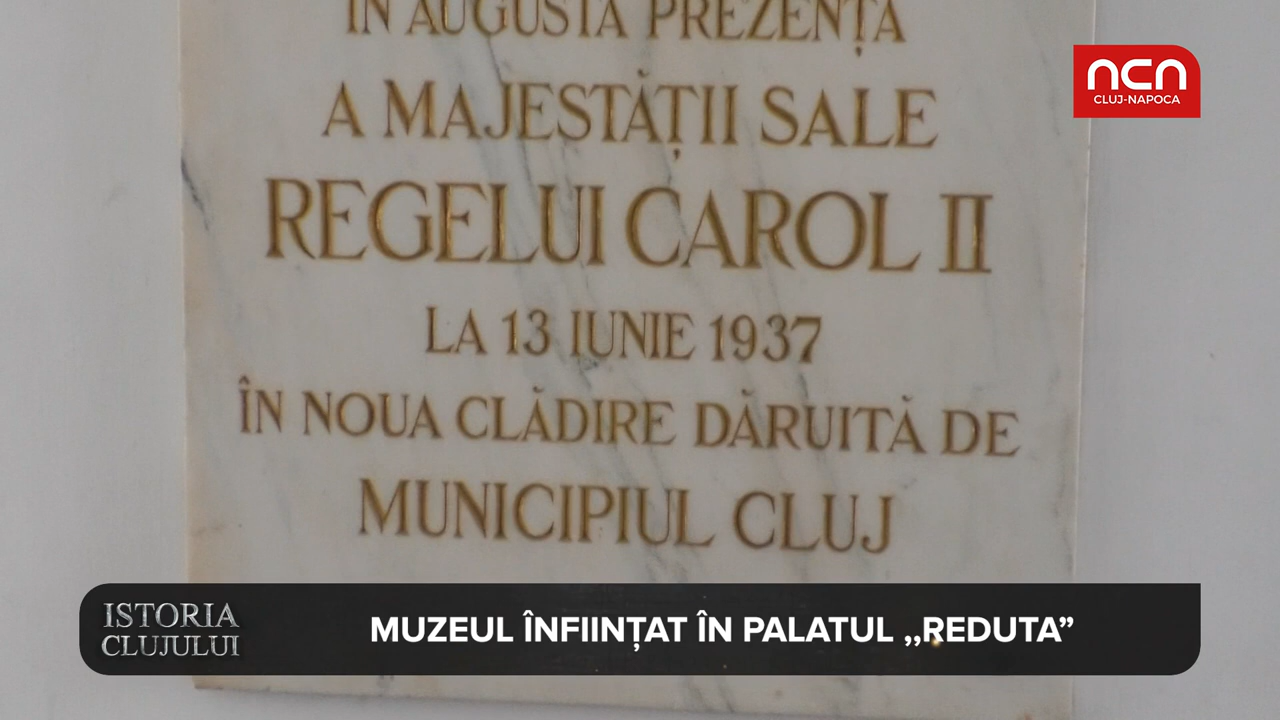 ÎN AUGUSTA PREZENȚA
A MAJESTĂȚII SALE
REGELUI CAROL II
LA 13 IUNIE 1937
ÎN NOUA CLĂDIRE DĂRUITĂ DE
MUNICIPIUL CLUJ
ncn
CLUJ-NAPOCA
ISTORIA
CLUJULUI
MUZEUL ÎNFIINȚAT ÎN PALATUL ,,REDUTA”